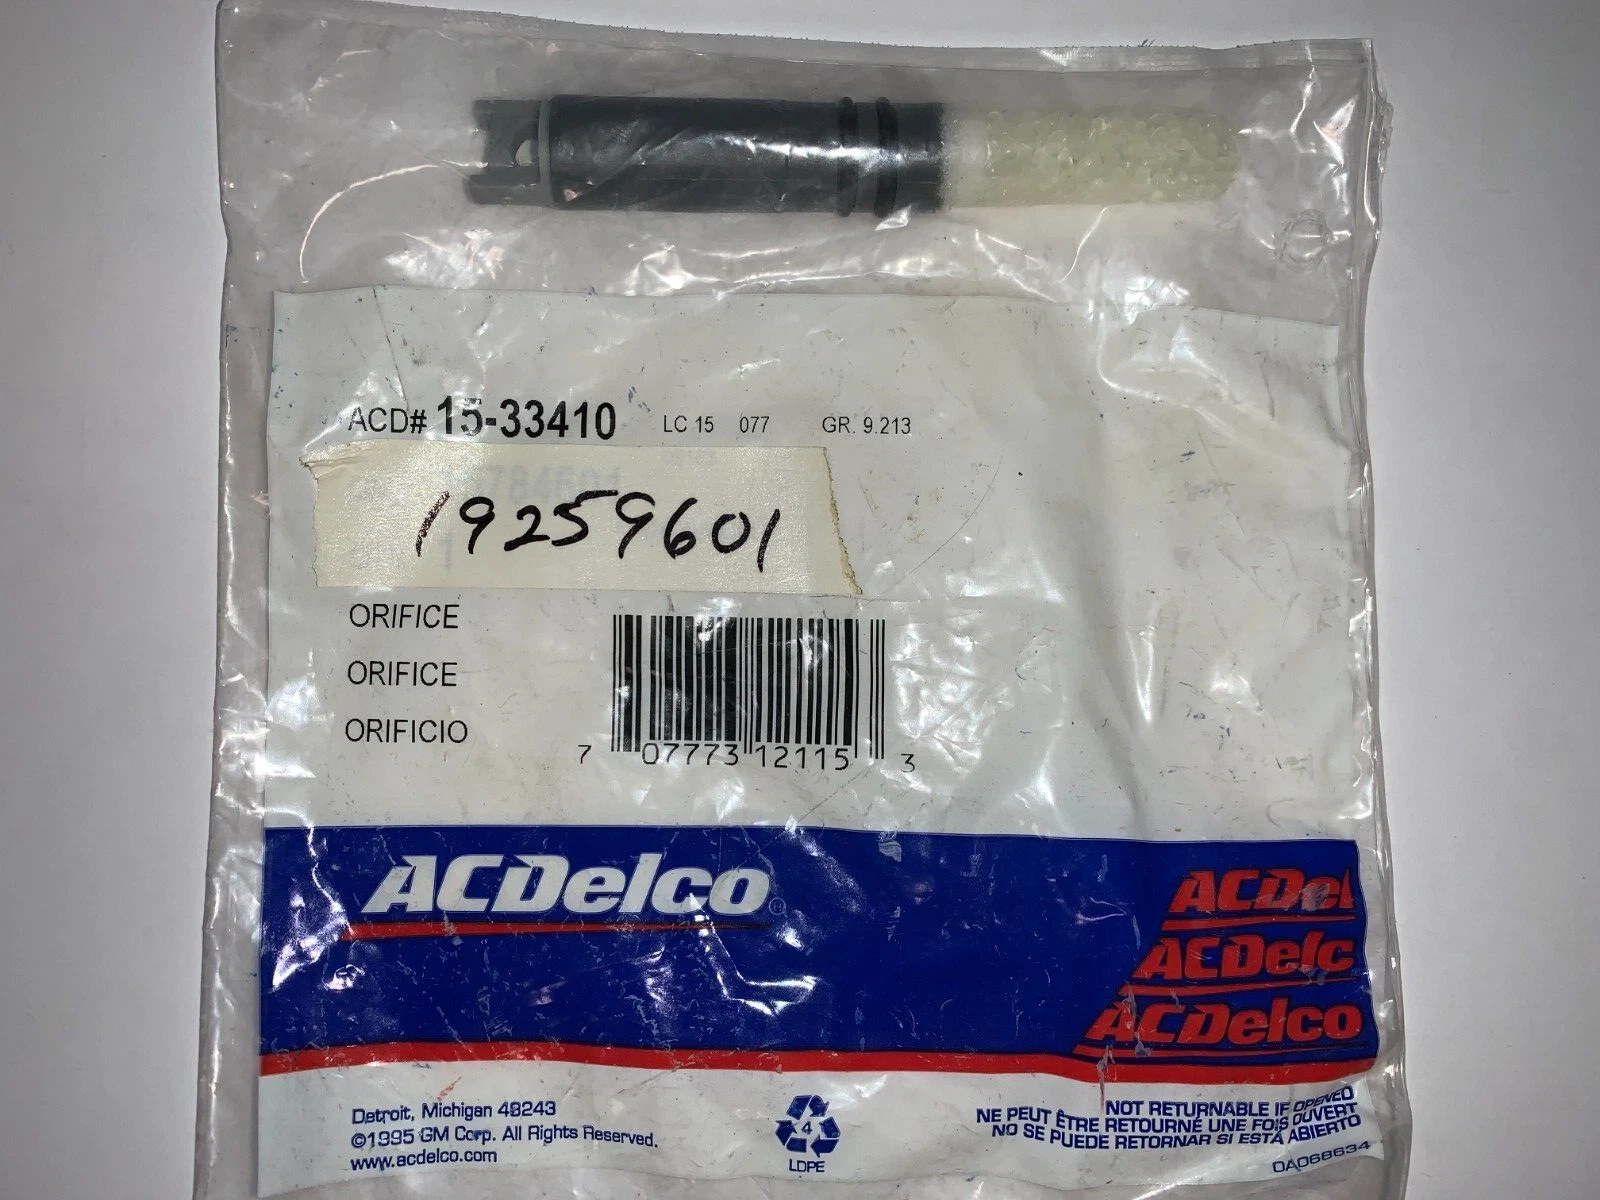 ACD# 15-33410 LC 15 077 GR. 9.213
19259601
ORIFICE
ORIFICE
ORIFICIO
7 07773 12115 3
ACDelco
ACDel
ACDelc
ACDelco
Detroit, Michigan 48243
©1995 GM Corp. All Rights Reserved.
www.acdelco.com
4
LDPE
NOT RETURNABLE IF OPENED
NE PEUT ÊTRE RETOURNÉ UNE FOIS OUVERT
NO SE PUEDE RETORNAR SI ESTÁ ABIERTO
0A068634